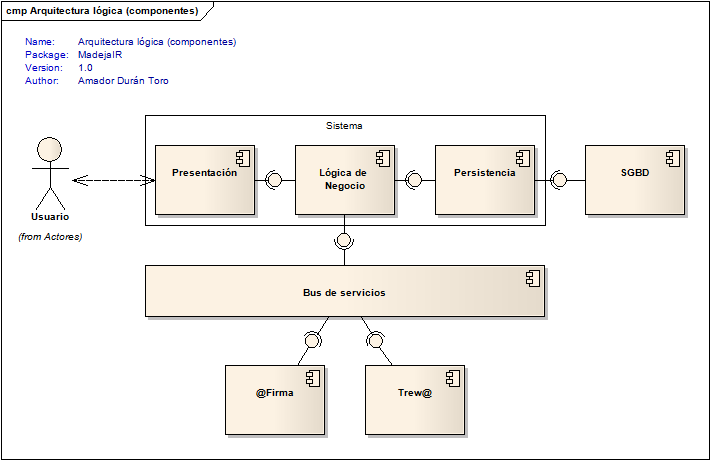 cmp Arquitectura lógica (componentes)
Name: Arquitectura lógica (componentes)
Package: MadejaIR
Version: 1.0
Author: Amador Durán Toro
Sistema
Presentación
Lógica de
Negocio
Persistencia
SGBD
Usuario
(from Actores)
Bus de servicios
@Firma
Trew@